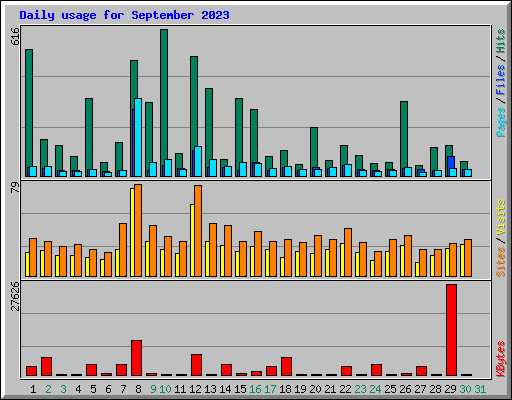 Daily usage for September 2023
616
Pages / Files / Hits
79
Sites / Visits
27626
KBytes
1 2 3 4 5 6 7 8 9 10 11 12 13 14 15 16 17 18 19 20 21 22 23 24 25 26 27 28 29 30 31